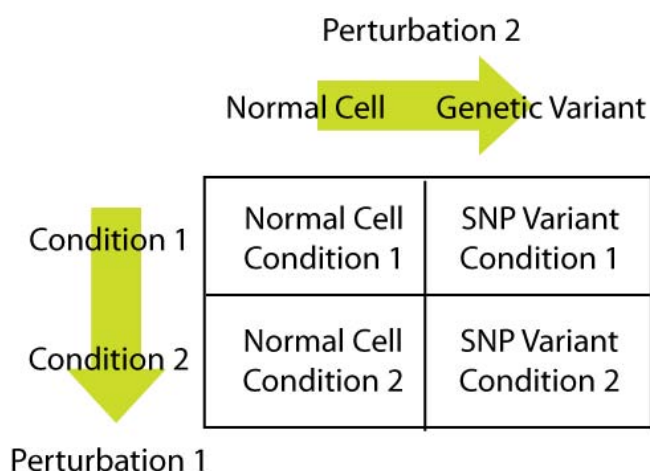 Perturbation 2
Normal Cell Genetic Variant
Condition 1
Normal Cell
Condition 1
SNP Variant
Condition 1
Condition 2
Normal Cell
Condition 2
SNP Variant
Condition 2
Perturbation 1